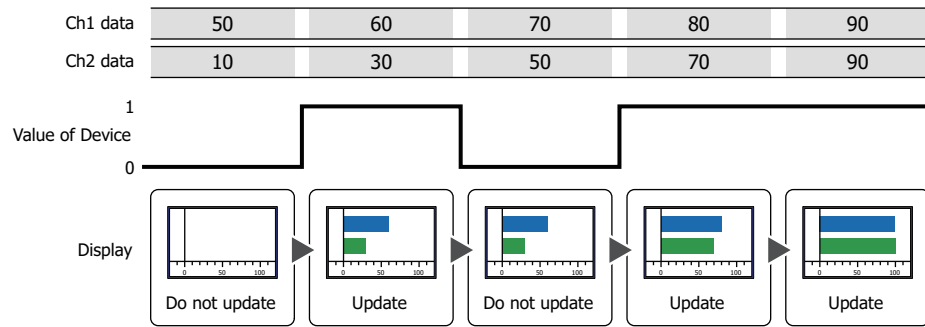 Ch1 data 50 60 70 80 90
Ch2 data 10 30 50 70 90
1
Value of Device
0
Display
0 50 100 0 50 100 0 50 100 0 50 100 0 50 100
Do not update Update Do not update Update Update